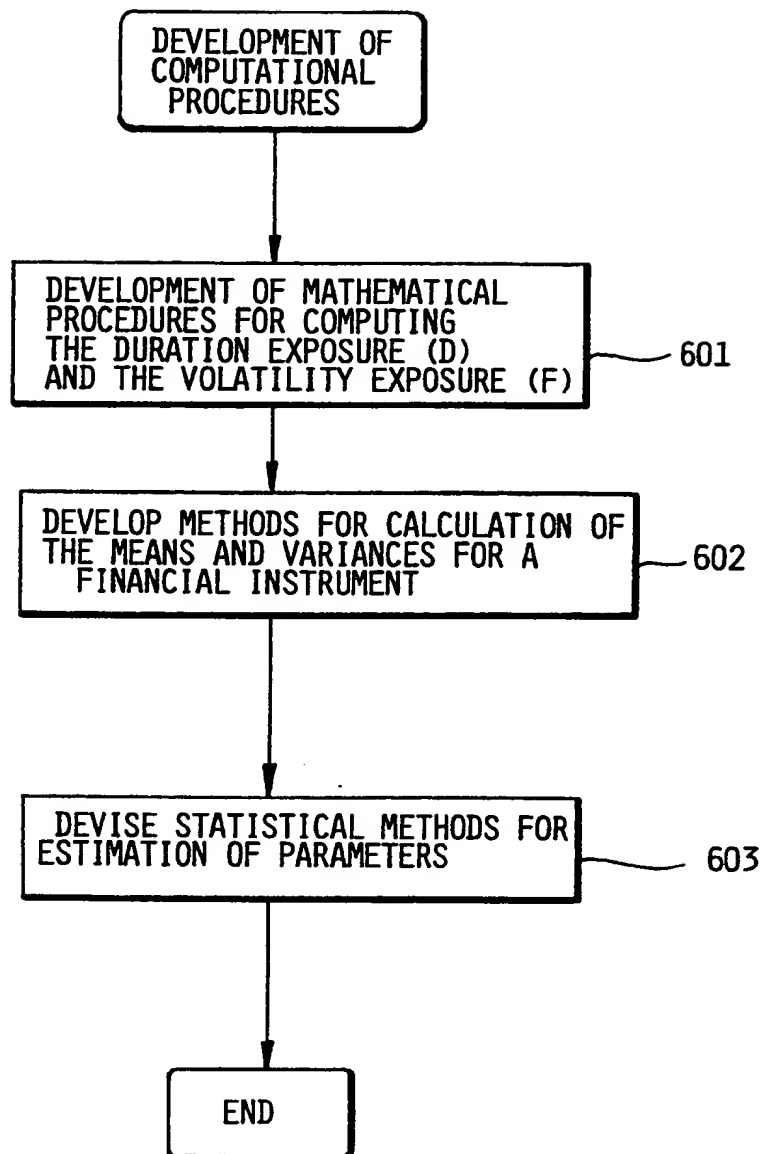 DEVELOPMENT OF
COMPUTATIONAL
PROCEDURES
DEVELOPMENT OF MATHEMATICAL
PROCEDURES FOR COMPUTING
THE DURATION EXPOSURE (D)
AND THE VOLATILITY EXPOSURE (F)
601
DEVELOP METHODS FOR CALCULATION OF
THE MEANS AND VARIANCES FOR A
FINANCIAL INSTRUMENT
602
DEVISE STATISTICAL METHODS FOR
ESTIMATION OF PARAMETERS
603
END